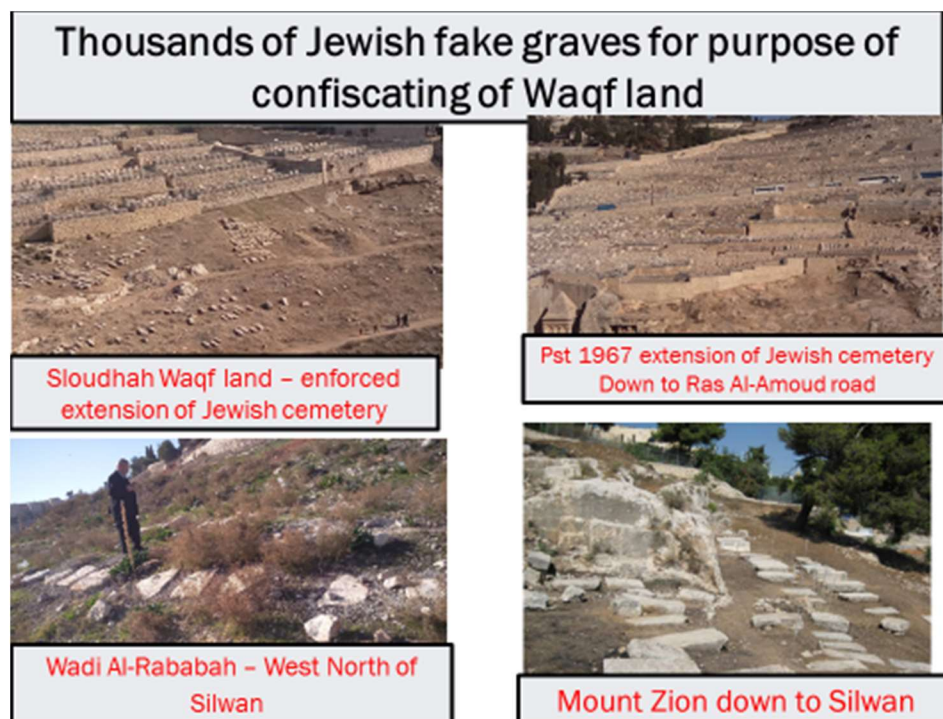 Thousands of Jewish fake graves for purpose of
confiscating of Waqf land
Sloudhah Waqf land – enforced
extension of Jewish cemetery
Pst 1967 extension of Jewish cemetery
Down to Ras Al-Amoud road
Wadi Al-Rababah – West North of
Silwan
Mount Zion down to Silwan